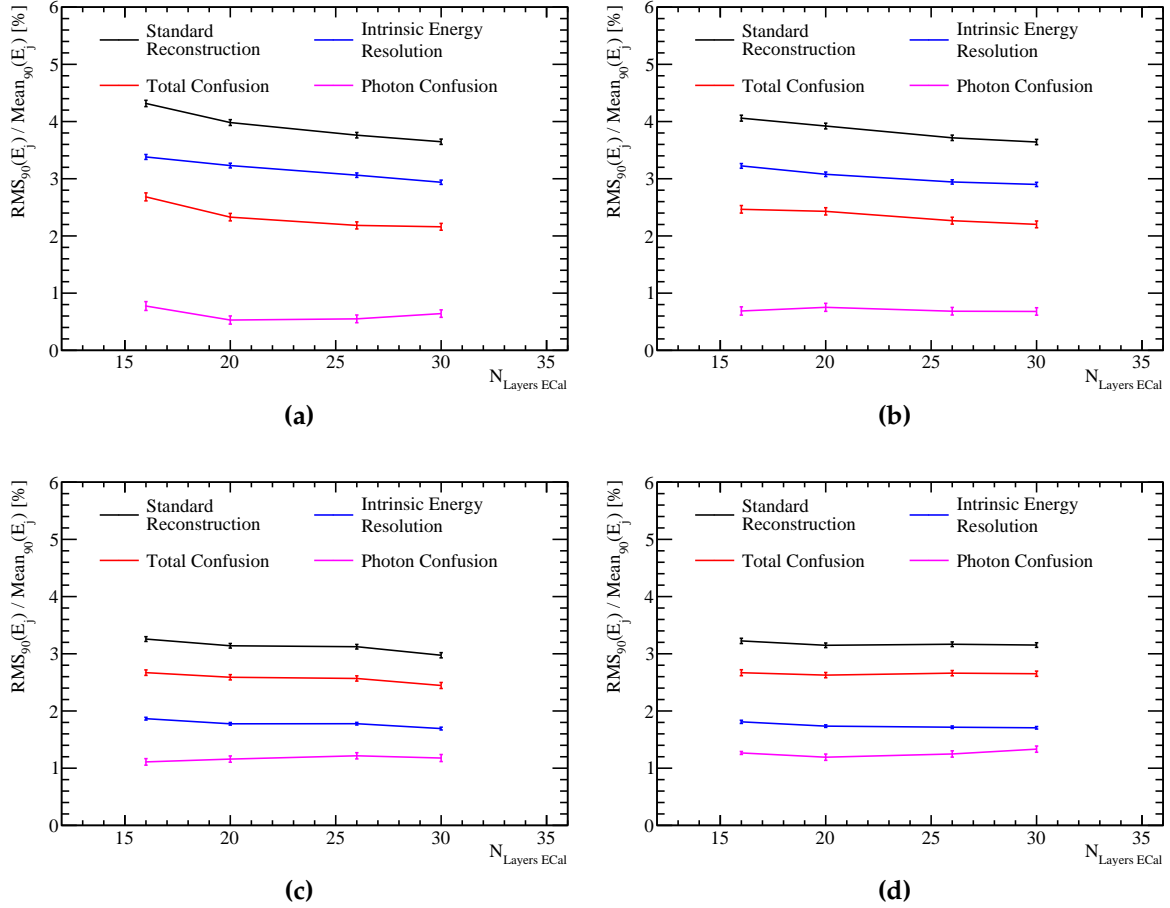 RMS90(Ej) / Mean90(Ej) [%]
6
5
4
3
2
1
0
Standard
Reconstruction
Intrinsic Energy
Resolution
Total Confusion
Photon Confusion
15 20 25 30 35
N Layers ECal
(a)
RMS90(Ej) / Mean90(Ej) [%]
6
5
4
3
2
1
0
Standard
Reconstruction
Intrinsic Energy
Resolution
Total Confusion
Photon Confusion
15 20 25 30 35
N Layers ECal
(b)
RMS90(Ej) / Mean90(Ej) [%]
6
5
4
3
2
1
0
Standard
Reconstruction
Intrinsic Energy
Resolution
Total Confusion
Photon Confusion
15 20 25 30 35
N Layers ECal
(c)
RMS90(Ej) / Mean90(Ej) [%]
6
5
4
3
2
1
0
Standard
Reconstruction
Intrinsic Energy
Resolution
Total Confusion
Photon Confusion
15 20 25 30 35
N Layers ECal
(d)